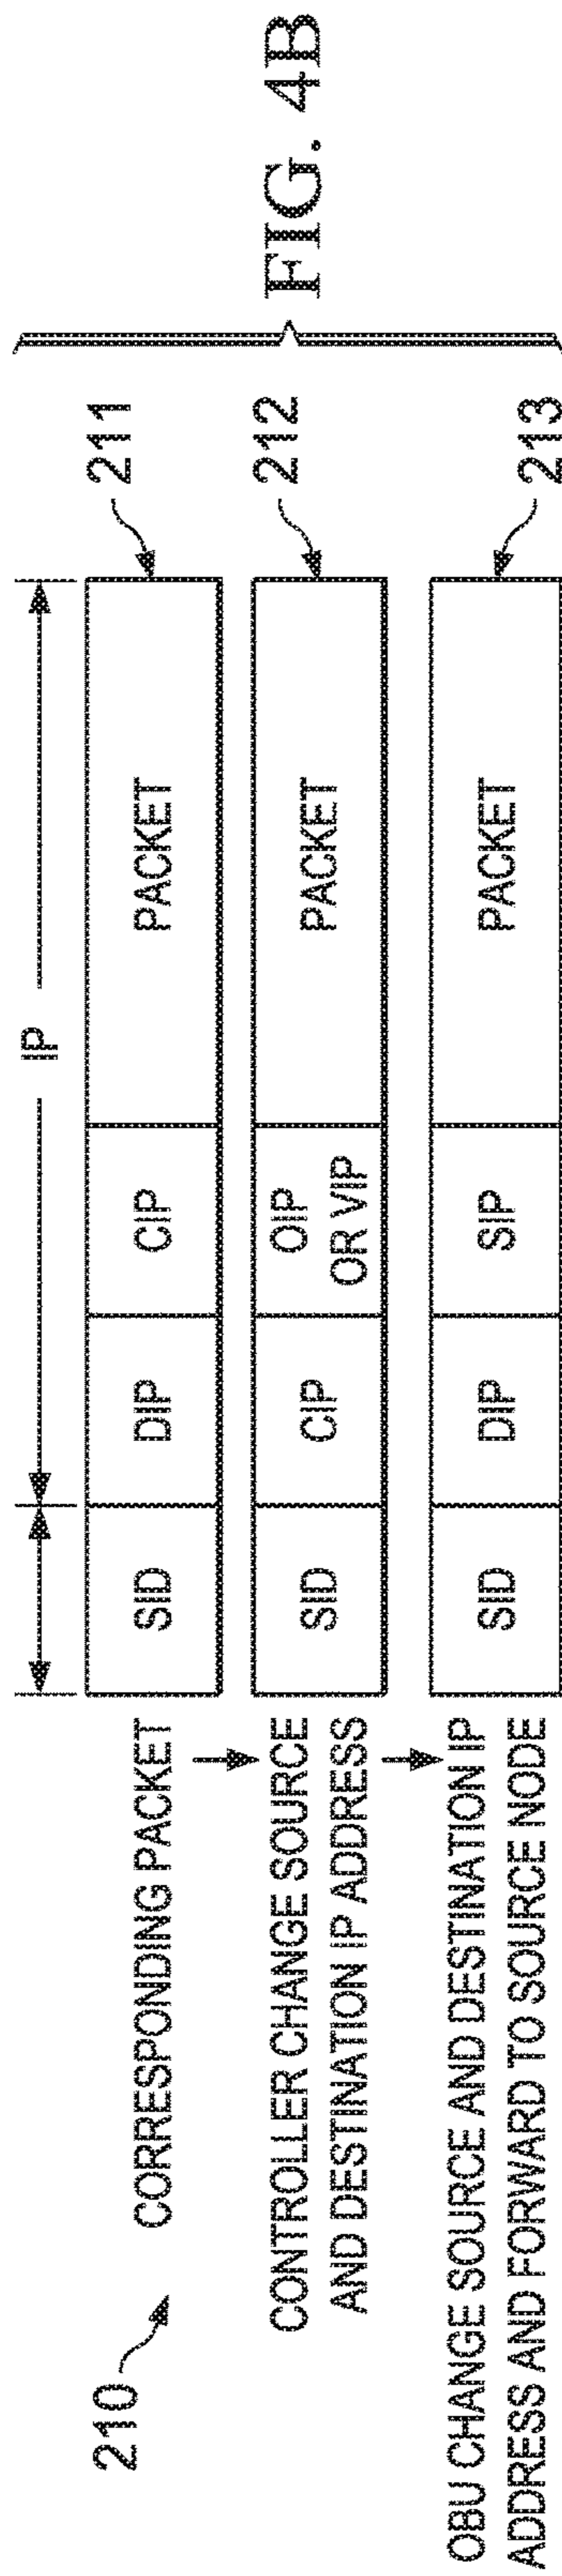 IP
210
CORRESPONDING PACKET
SID
DIP
CIP
PACKET
211
CONTROLLER CHANGE SOURCE
AND DESTINATION IP ADDRESS
SID
CIP
OIP
OR VIP
PACKET
212
OBU CHANGE SOURCE AND DESTINATION IP
ADDRESS AND FORWARD TO SOURCE NODE
SID
DIP
SIP
PACKET
213
FIG. 4B